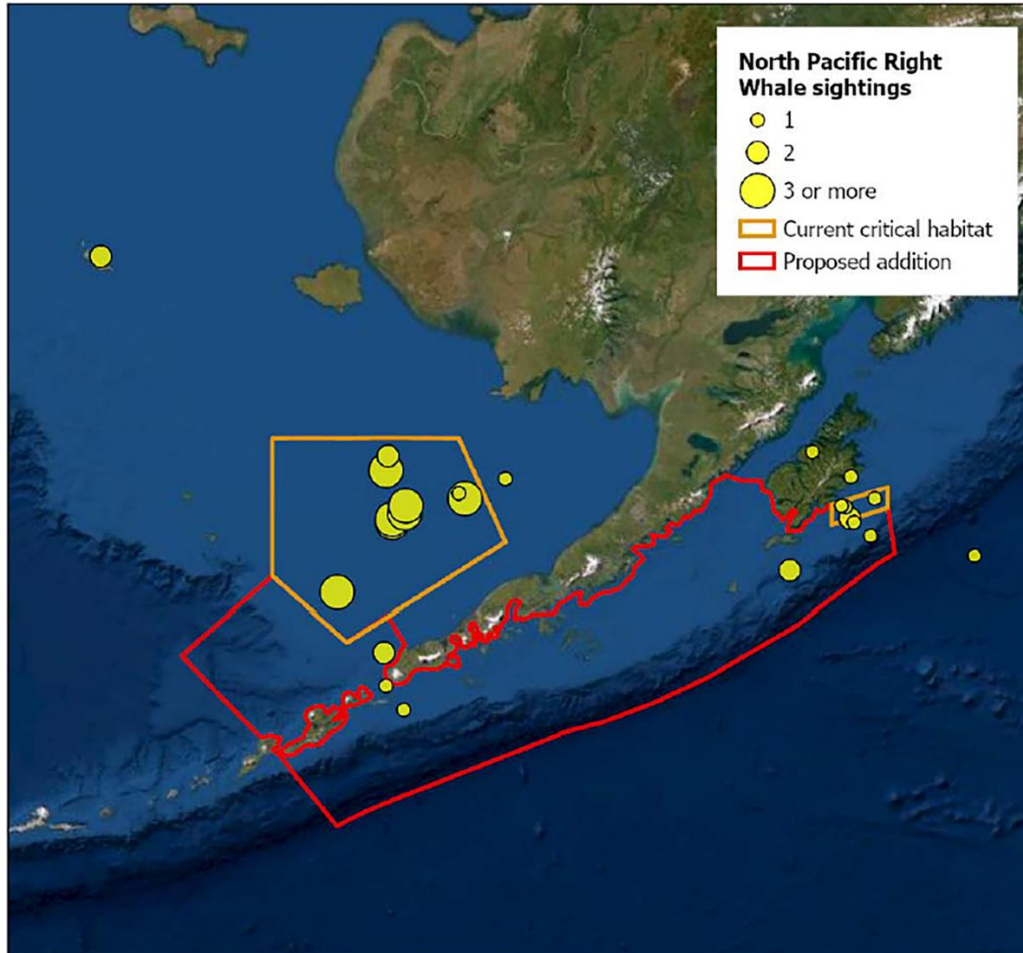 North Pacific Right
Whale sightings
1
2
3 or more
Current critical habitat
Proposed addition